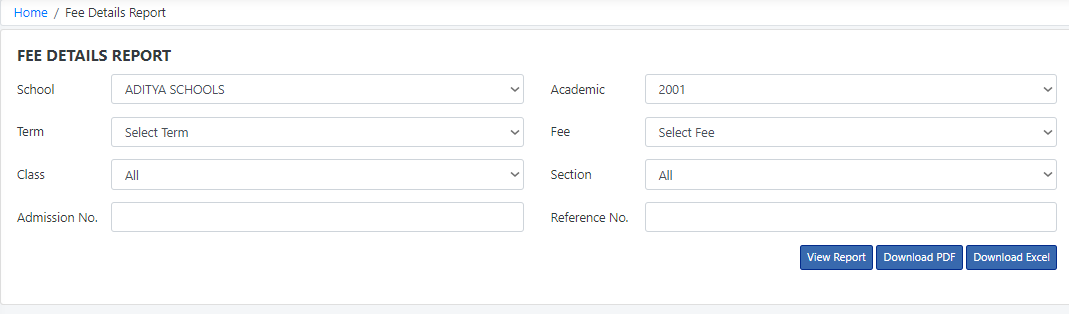 Home / Fee Details Report
FEE DETAILS REPORT
School ADITYA SCHOOLS Academic 2001
Term Select Term Fee Select Fee
Class All Section All
Admission No. Reference No.
View Report Download PDF Download Excel